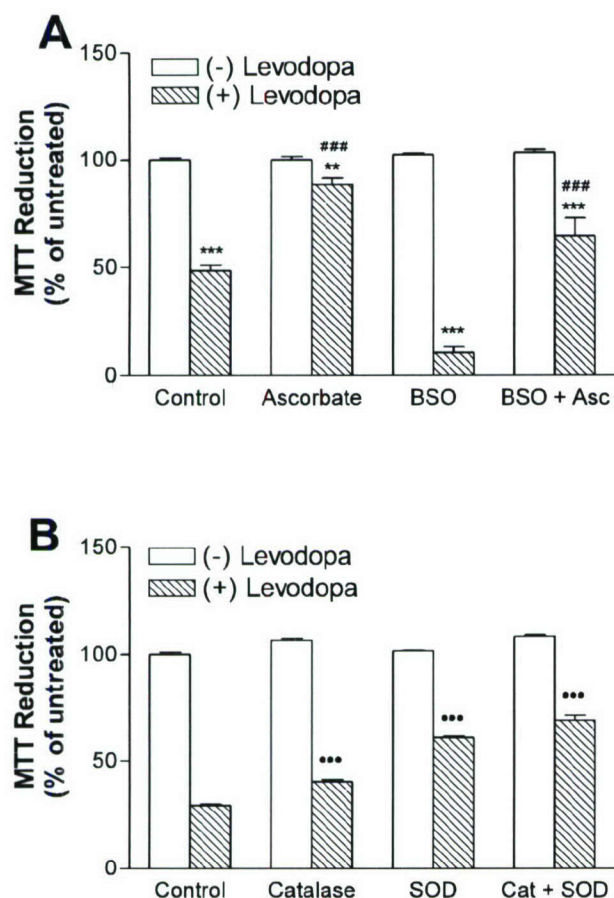 A
150
(-) Levodopa
(+) Levodopa
MTT Reduction
(% of untreated)
100
50
0
***
###
**
***
###
***
Control Ascorbate BSO BSO + Asc
B
150
(-) Levodopa
(+) Levodopa
MTT Reduction
(% of untreated)
100
50
0
•••
•••
•••
Control Catalase SOD Cat + SOD